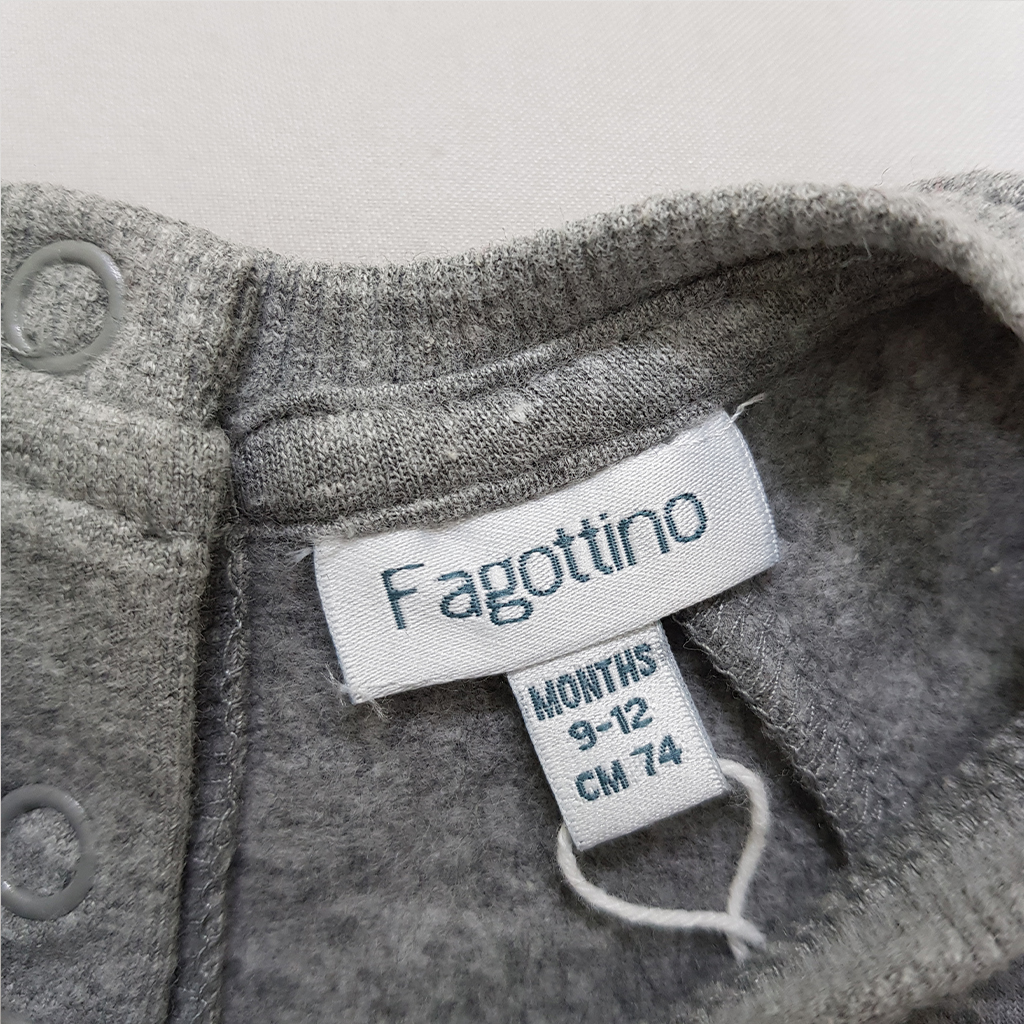 Fagottino
MONTHS
9-12
CM 74